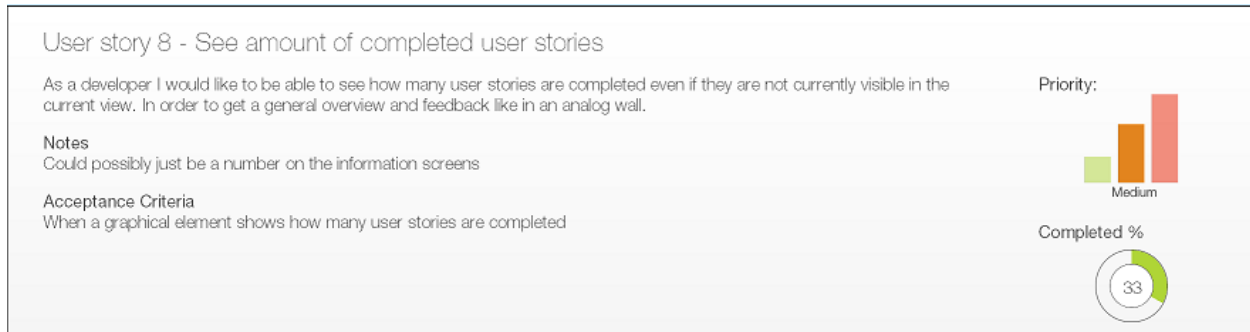 User story 8 - See amount of completed user stories
As a developer I would like to be able to see how many user stories are completed even if they are not currently visible in the
current view. In order to get a general overview and feedback like in an analog wall.
Priority:
Notes
Could possibly just be a number on the information screens
Medium
Acceptance Criteria
When a graphical element shows how many user stories are completed
Completed %
33